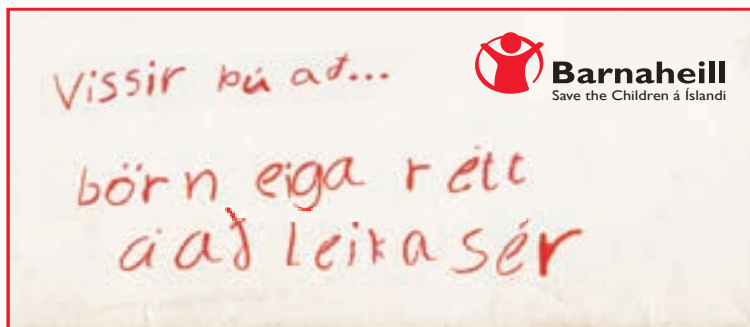 Vissir þú að...
Barnaheill
Save the Children á Íslandi
börn eiga rétt
á að leika sér